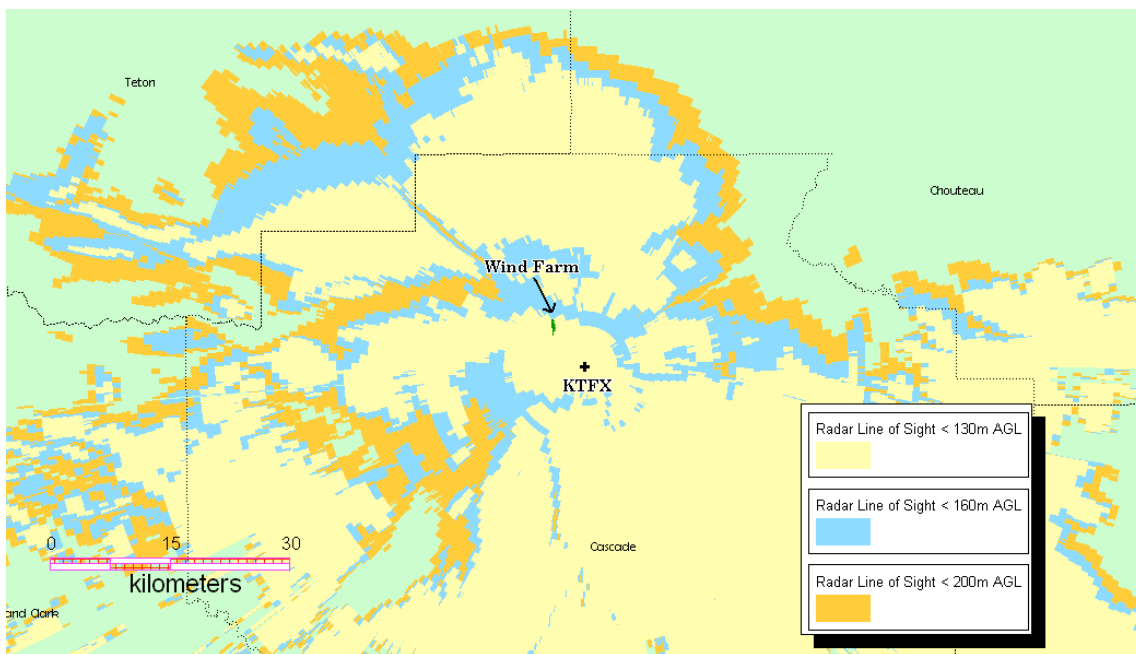 Teton
Chouteau
Wind Farm
KTFX
Radar Line of Sight < 130m AGL
Radar Line of Sight < 160m AGL
Radar Line of Sight < 200m AGL
0 15 30
kilometers
Cascade
and Clark